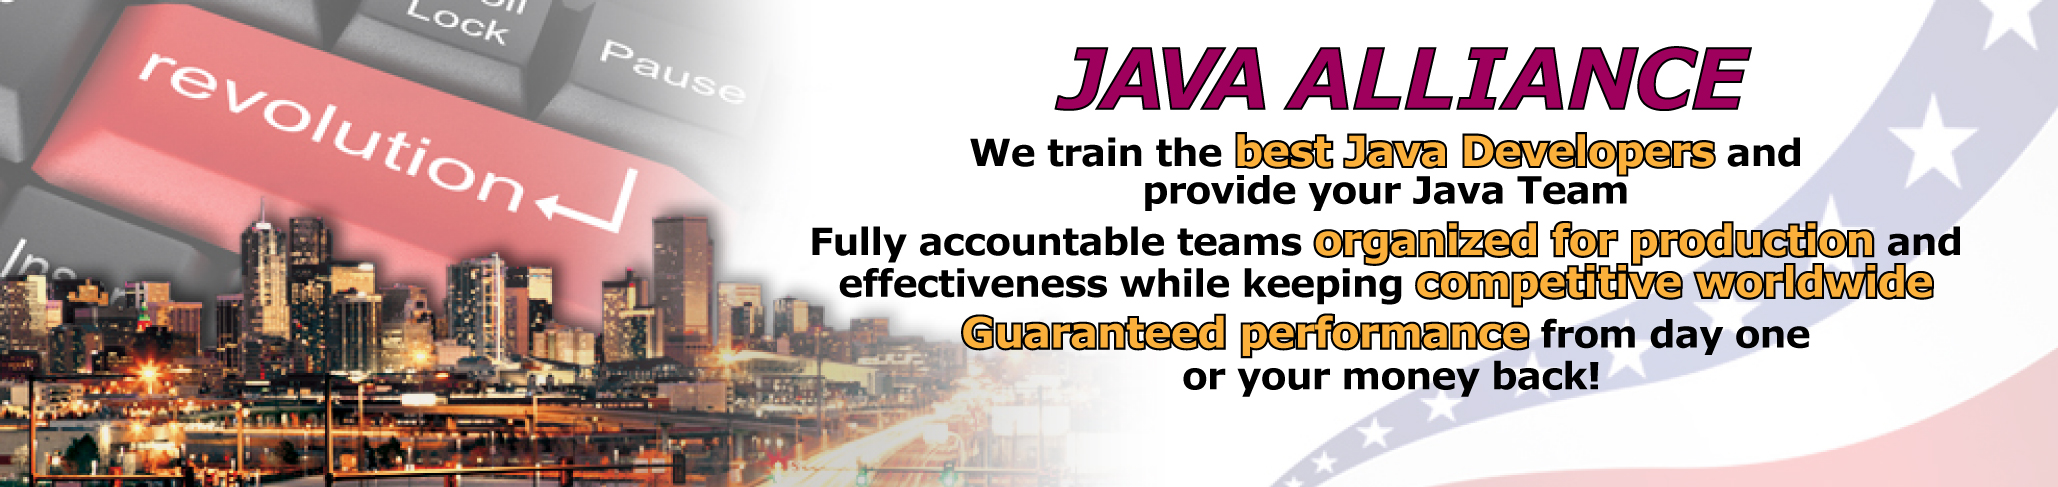 Lock
Pause
revolution
Ins
JAVA ALLIANCE
We train the best Java Developers and
provide your Java Team
Fully accountable teams organized for production and
effectiveness while keeping competitive worldwide
Guaranteed performance from day one
or your money back!